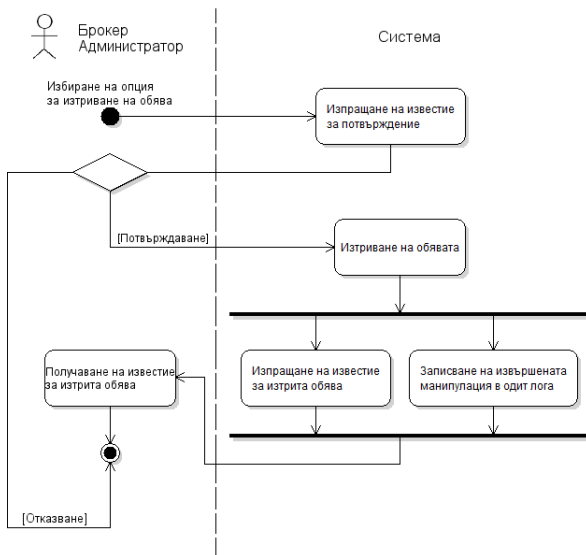 Брокер
Администратор
Система
Избиране на опция
за изтриване на обява
Изпращане на известие
за потвърждение
[Потвърждаване]
Изтриване на обявата
Получаване на известие
за изтрита обява
Изпращане на известие
за изтрита обява
Записване на извършената
манипулация в одит лога
[Отказване]